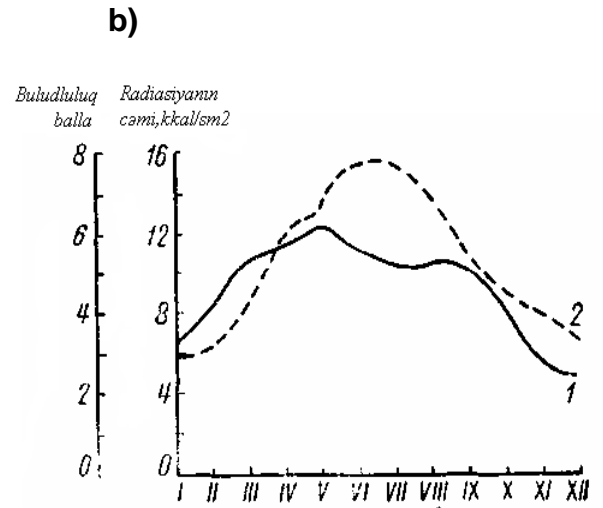 b)
Buludluluq Radiasiyanın
balla cəmi,kkal/sm2
8 16
6 12
4 8
2 4
0 0
2
1
I II III IV V VI VII VIII IX X XI XII